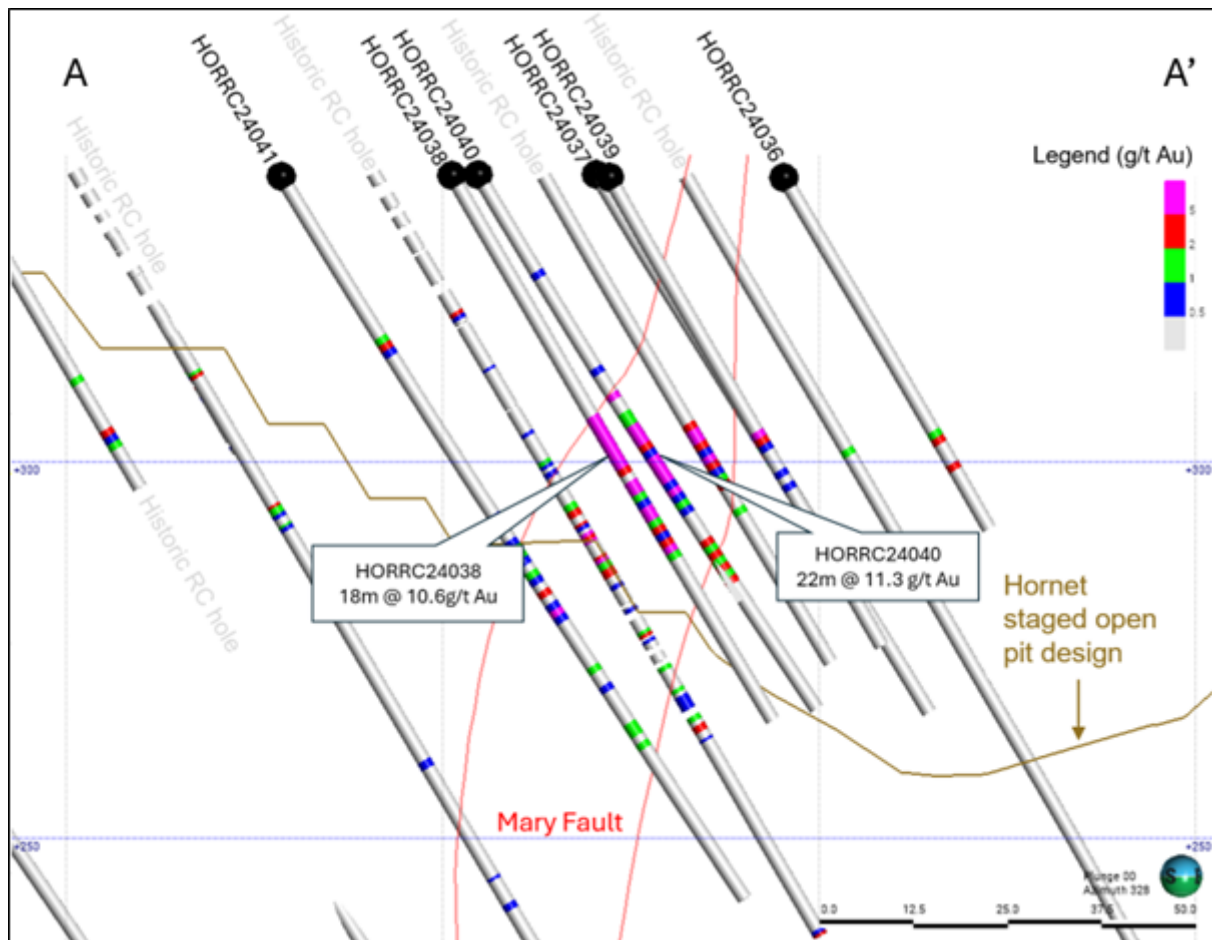 A
A'
Historic RC hole
HORRC24041
Historic RC hole
HORRC24038
HORRC24040
Historic RC hole
HORRC24037
HORRC24039
Historic RC hole
HORRC24036
Legend (g/t Au)
5
2
1
0.5
+300
+300
Historic RC hole
HORRC24038
18m @ 10.6g/t Au
HORRC24040
22m @ 11.3 g/t Au
Hornet
staged open
pit design
Mary Fault
+250
+250
Plunge 00
Azimuth 328
S
0.0
12.5
25.0
37.5
50.0